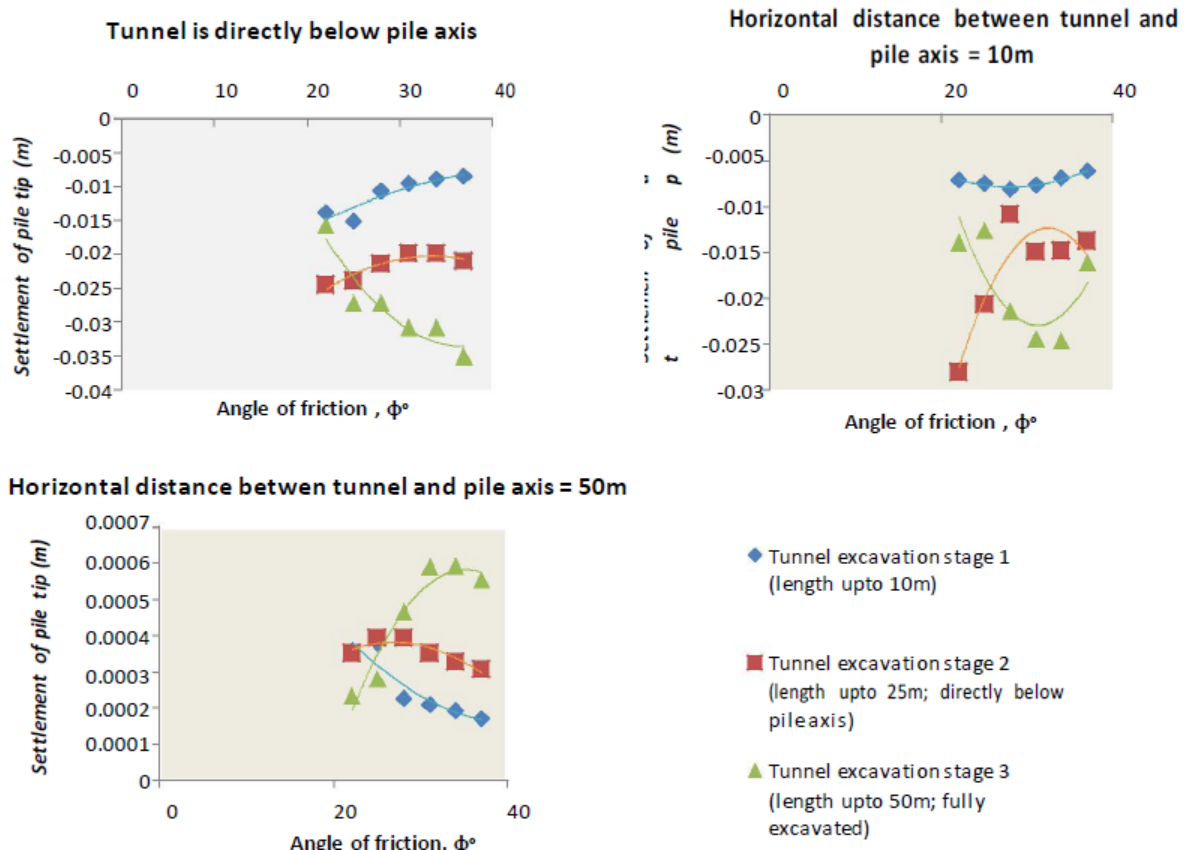 Tunnel is directly below pile axis
0 10 20 30 40
0
-0.005
-0.01
-0.015
-0.02
-0.025
-0.03
-0.035
-0.04
Settlement of pile tip (m)
Angle of friction , ϕᵒ
Horizontal distance between tunnel and
pile axis = 10m
0 20 40
0
-0.005
-0.01
-0.015
-0.02
-0.025
-0.03
pile p (m)
t
Angle of friction , ϕᵒ
Horizontal distance betwen tunnel and pile axis = 50m
0.0007
0.0006
0.0005
0.0004
0.0003
0.0002
0.0001
0
Settlement of pile tip (m)
0 20 40
Angle of friction, ϕᵒ
Tunnel excavation stage 1
(length upto 10m)
Tunnel excavation stage 2
(length upto 25m; directly below
pile axis)
Tunnel excavation stage 3
(length upto 50m; fully
excavated)